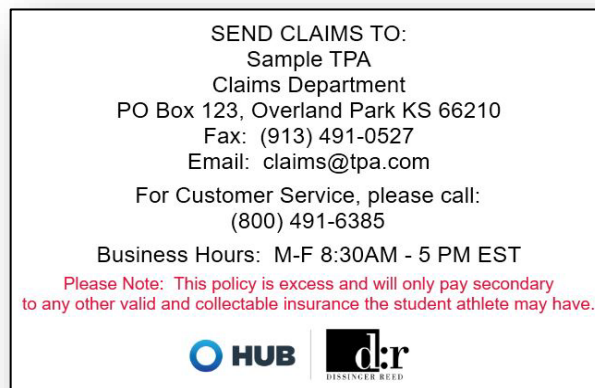 SEND CLAIMS TO:
Sample TPA
Claims Department
PO Box 123, Overland Park KS 66210
Fax:  (913) 491-0527
Email:  claims@tpa.com
For Customer Service, please call:
(800) 491-6385
Business Hours:  M-F 8:30AM - 5 PM EST
Please Note:  This policy is excess and will only pay secondary
to any other valid and collectable insurance the student athlete may have.
HUB
d:r
DISSINGER REED